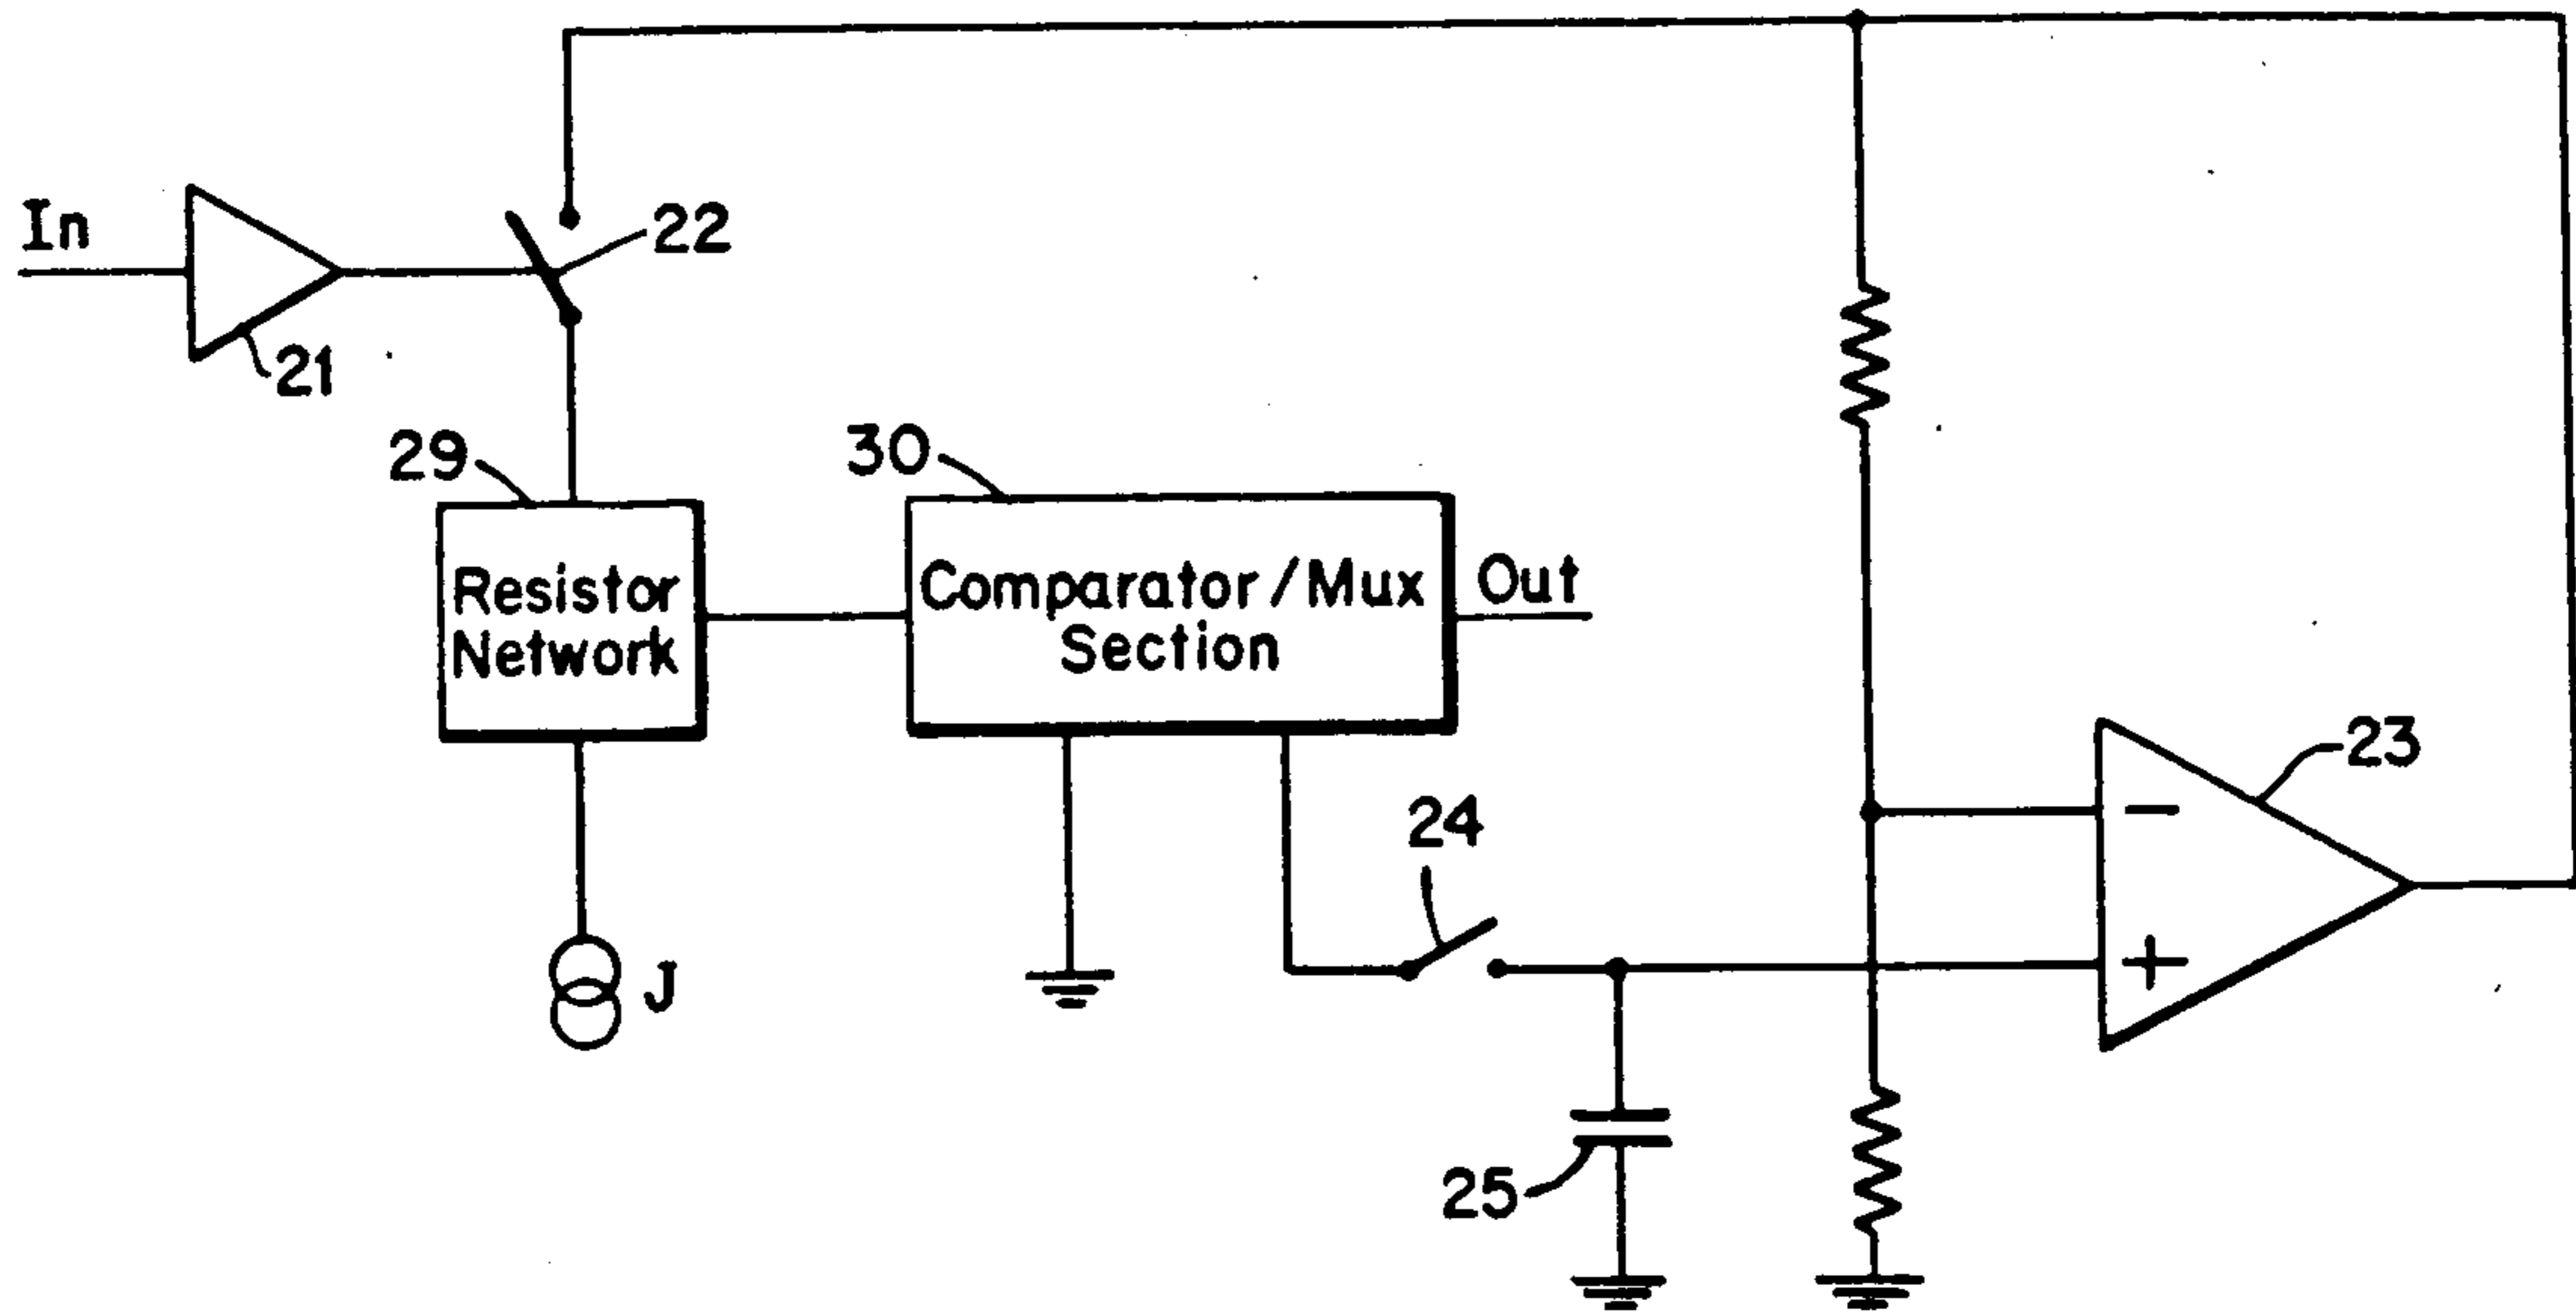 In
22
21
29
30
Resistor
Network
Comparator/Mux
Section
Out
23
−
24
+
J
25